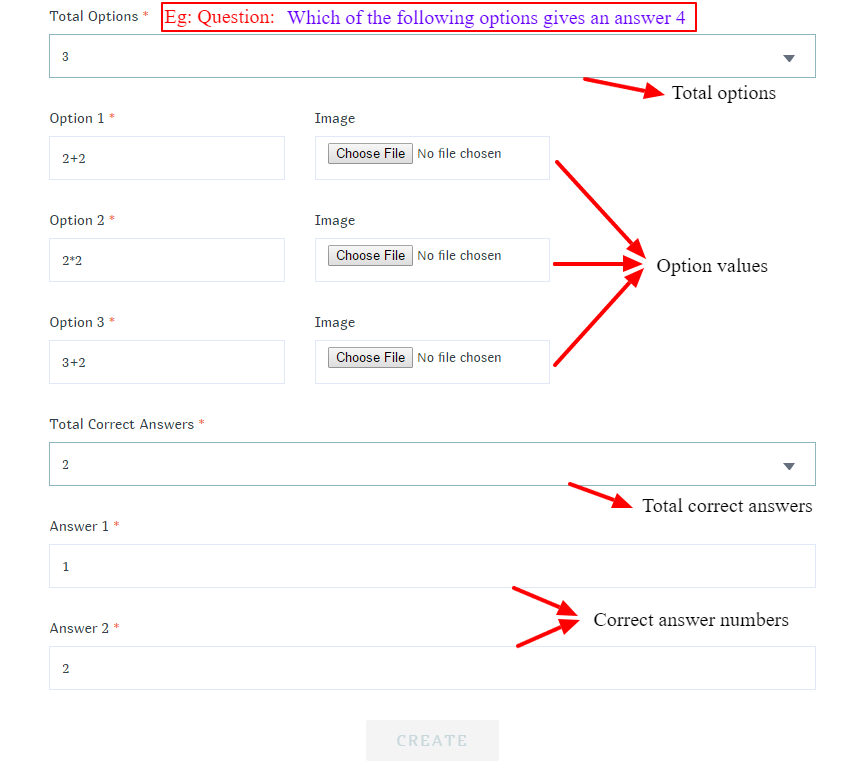 Total Options * Eg: Question: Which of the following options gives an answer 4
3
Total options
Option 1 * Image
2+2 Choose File No file chosen
Option 2 * Image
2*2 Choose File No file chosen
Option values
Option 3 * Image
3+2 Choose File No file chosen
Total Correct Answers *
2
Total correct answers
Answer 1 *
1
Correct answer numbers
Answer 2 *
2
CREATE